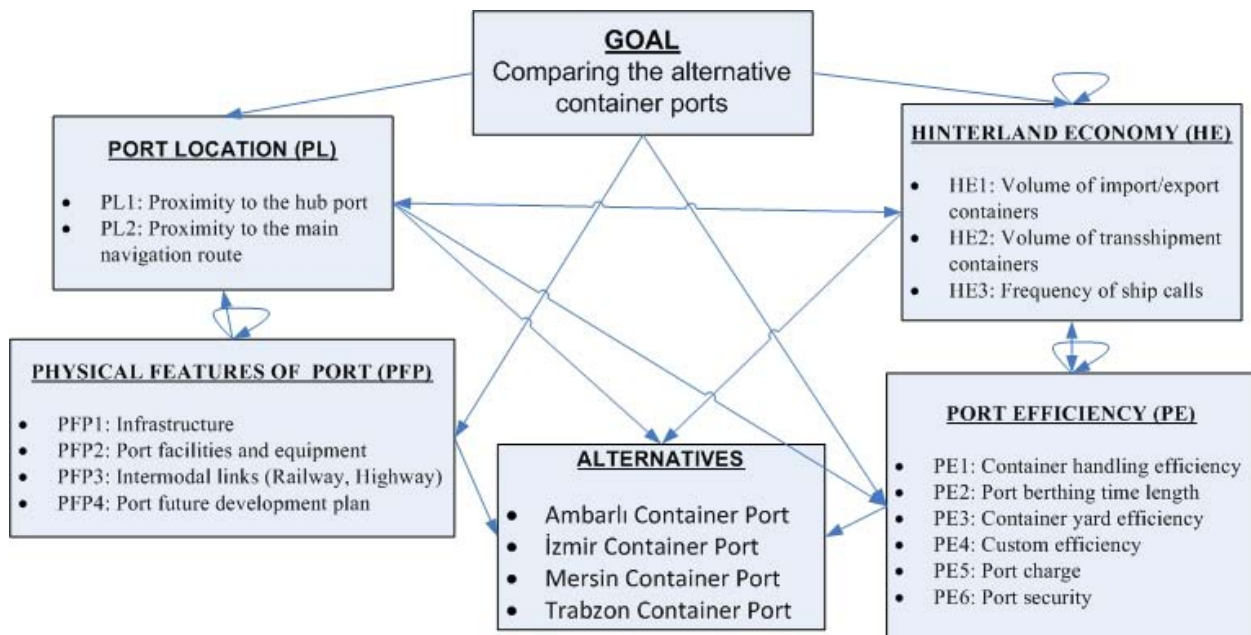 GOAL
Comparing the alternative
container ports
PORT LOCATION (PL)
• PL1: Proximity to the hub port
• PL2: Proximity to the main
navigation route
HINTERLAND ECONOMY (HE)
• HE1: Volume of import/export
containers
• HE2: Volume of transshipment
containers
• HE3: Frequency of ship calls
PHYSICAL FEATURES OF PORT (PFP)
• PFP1: Infrastructure
• PFP2: Port facilities and equipment
• PFP3: Intermodal links (Railway, Highway)
• PFP4: Port future development plan
ALTERNATIVES
• Ambarlı Container Port
• İzmir Container Port
• Mersin Container Port
• Trabzon Container Port
PORT EFFICIENCY (PE)
• PE1: Container handling efficiency
• PE2: Port berthing time length
• PE3: Container yard efficiency
• PE4: Custom efficiency
• PE5: Port charge
• PE6: Port security